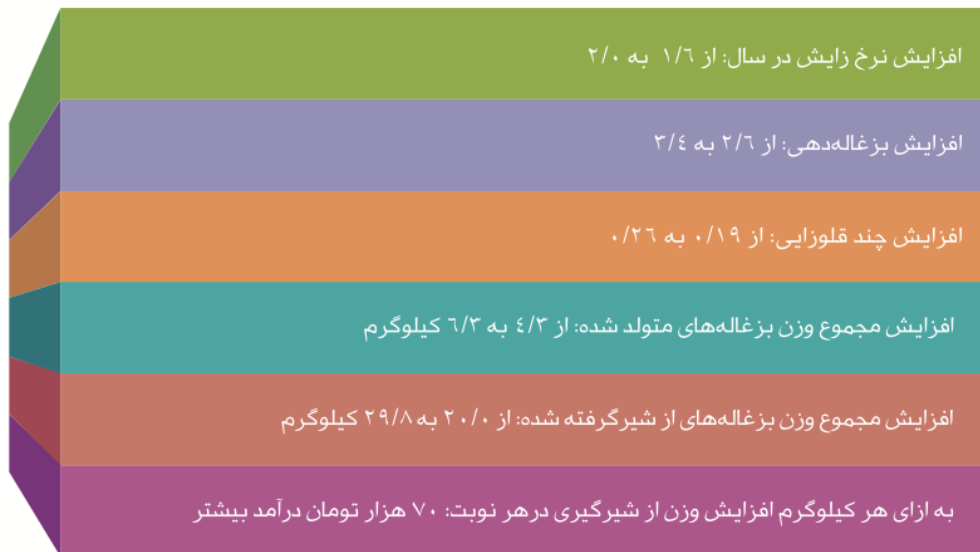 افزایش نرخ زایش در سال: از ۱/۶ به ۲/۰
افزایش بزغاله‌دهی: از ۲/۶ به ۳/۴
افزایش چند قلوزایی: از ۰/۱۹ به ۰/۲۶
افزایش مجموع وزن بزغاله‌های متولد شده: از ۴/۳ به ۶/۳ کیلوگرم
افزایش مجموع وزن بزغاله‌های از شیرگرفته شده: از ۲۰/۰ به ۲۹/۸ کیلوگرم
به ازای هر کیلوگرم افزایش وزن از شیرگیری درهر نوبت: ۷۰ هزار تومان درآمد بیشتر